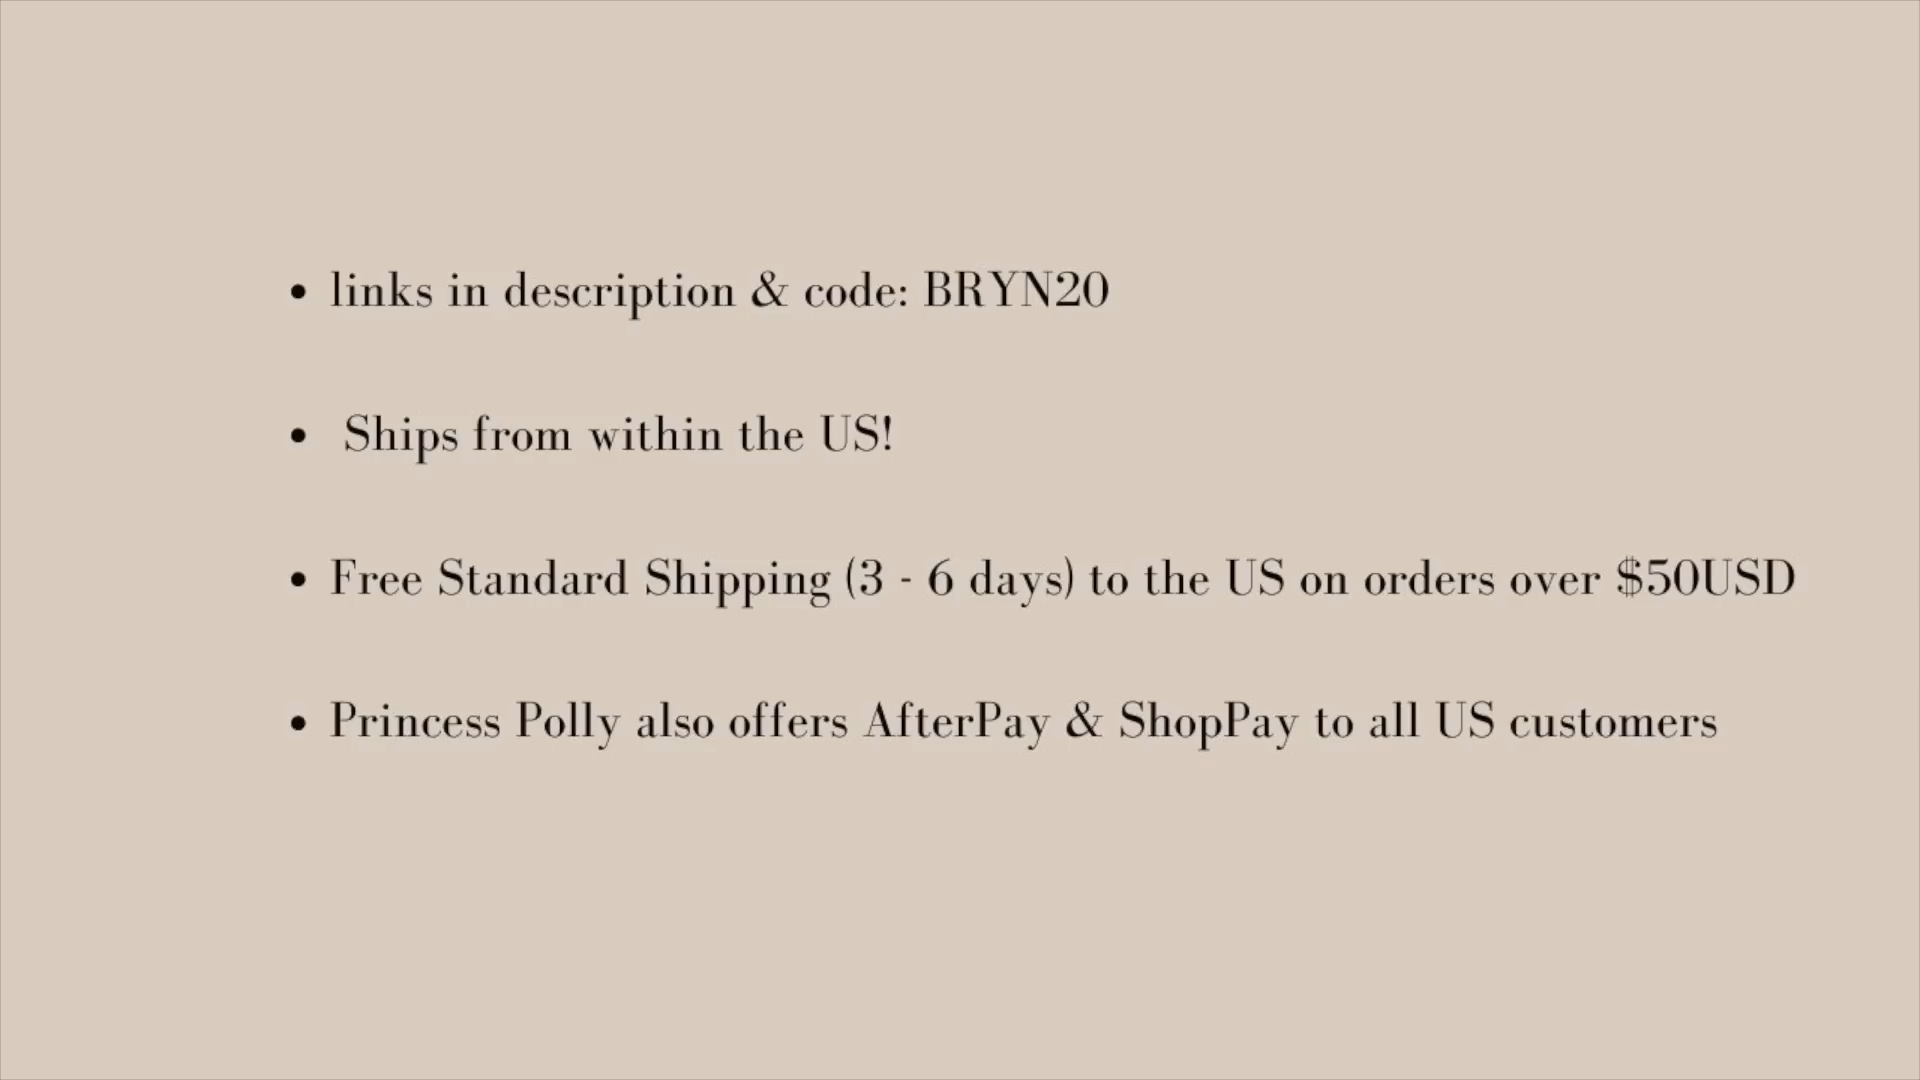 • links in description & code: BRYN20
• Ships from within the US!
• Free Standard Shipping (3 - 6 days) to the US on orders over $50USD
• Princess Polly also offers AfterPay & ShopPay to all US customers